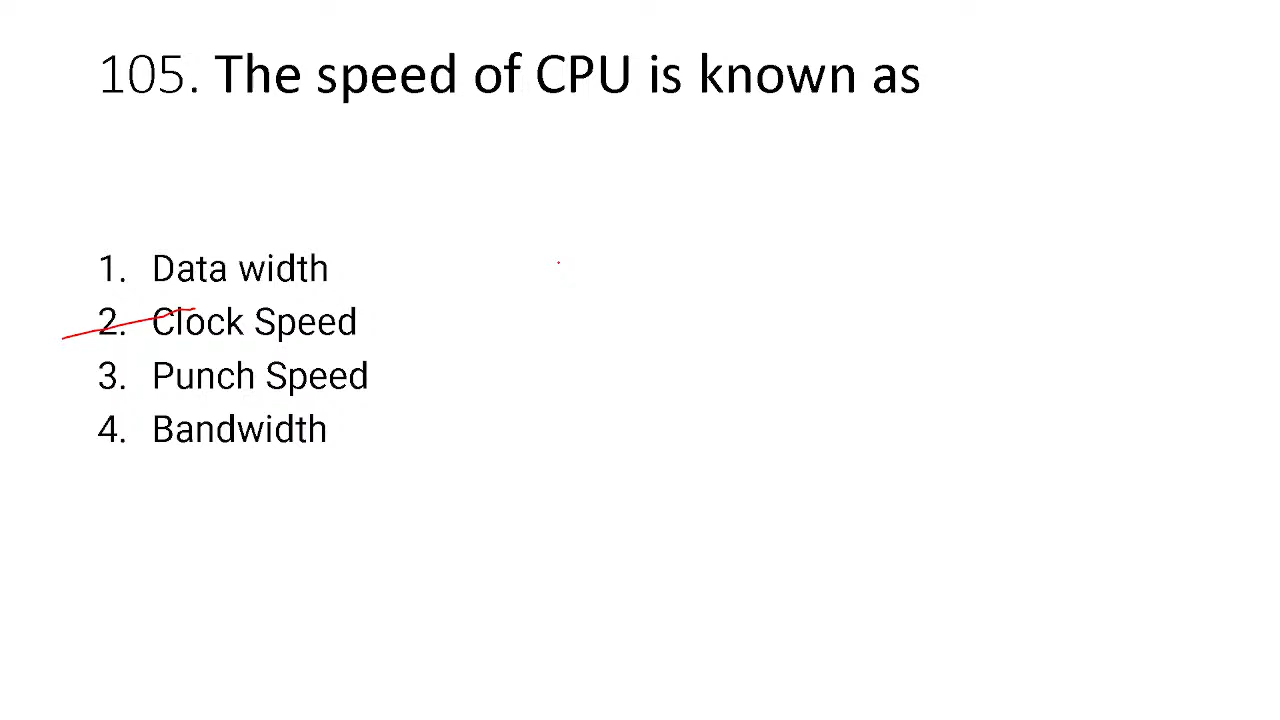 105. The speed of CPU is known as
1. Data width
2. Clock Speed
3. Punch Speed
4. Bandwidth